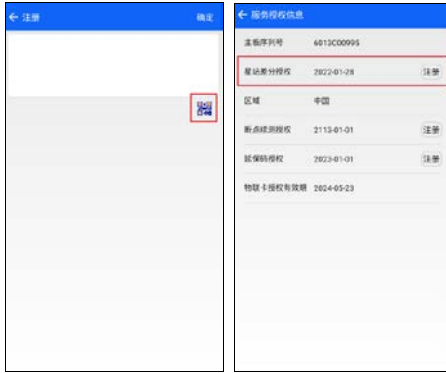 注册
确定
服务授权信息
主板序列号 6013C00995
星站差分授权 2022-01-28 注册
区域 中国
断点续测授权 2113-01-01 注册
延保码授权 2023-01-01 注册
物联卡授权有效期 2024-05-23